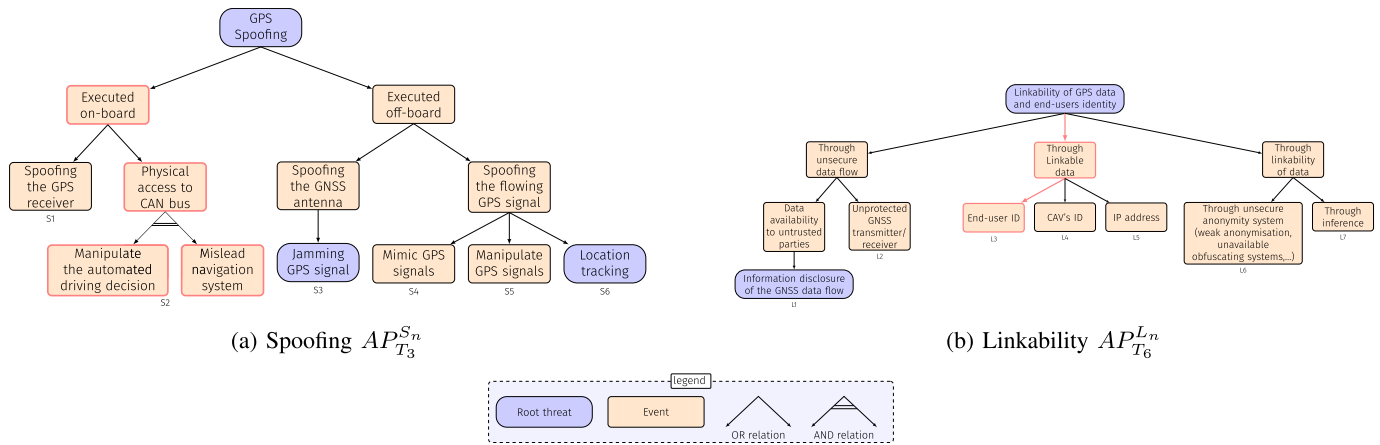 GPS
Spoofing
Executed
on-board
Executed
off-board
Spoofing
the GPS
receiver
S1
Physical
access to
CAN bus
Manipulate
the automated
driving decision
Mislead
navigation
system
S2
Spoofing
the GNSS
antenna
Jamming
GPS signal
S3
Spoofing
the flowing
GPS signal
Mimic GPS
signals
S4
Manipulate
GPS signals
S5
Location
tracking
S6
(a) Spoofing $AP_{T_3}^{S_n}$
Linkability of GPS data
and end-users identity
Through
unsecure
data flow
Through
Linkable
data
Through
linkability
of data
Data
availability
to untrusted
parties
Unprotected
GNSS
transmitter/
receiver
L2
Information disclosure
of the GNSS data flow
L1
End-user ID
L3
CAV's ID
L4
IP address
L5
Through unsecure
anonymity system
(weak anonymisation,
unavailable
obfuscating systems,...)
L6
Through
inference
L7
(b) Linkability $AP_{T_6}^{L_n}$
legend
Root threat
Event
OR relation
AND relation